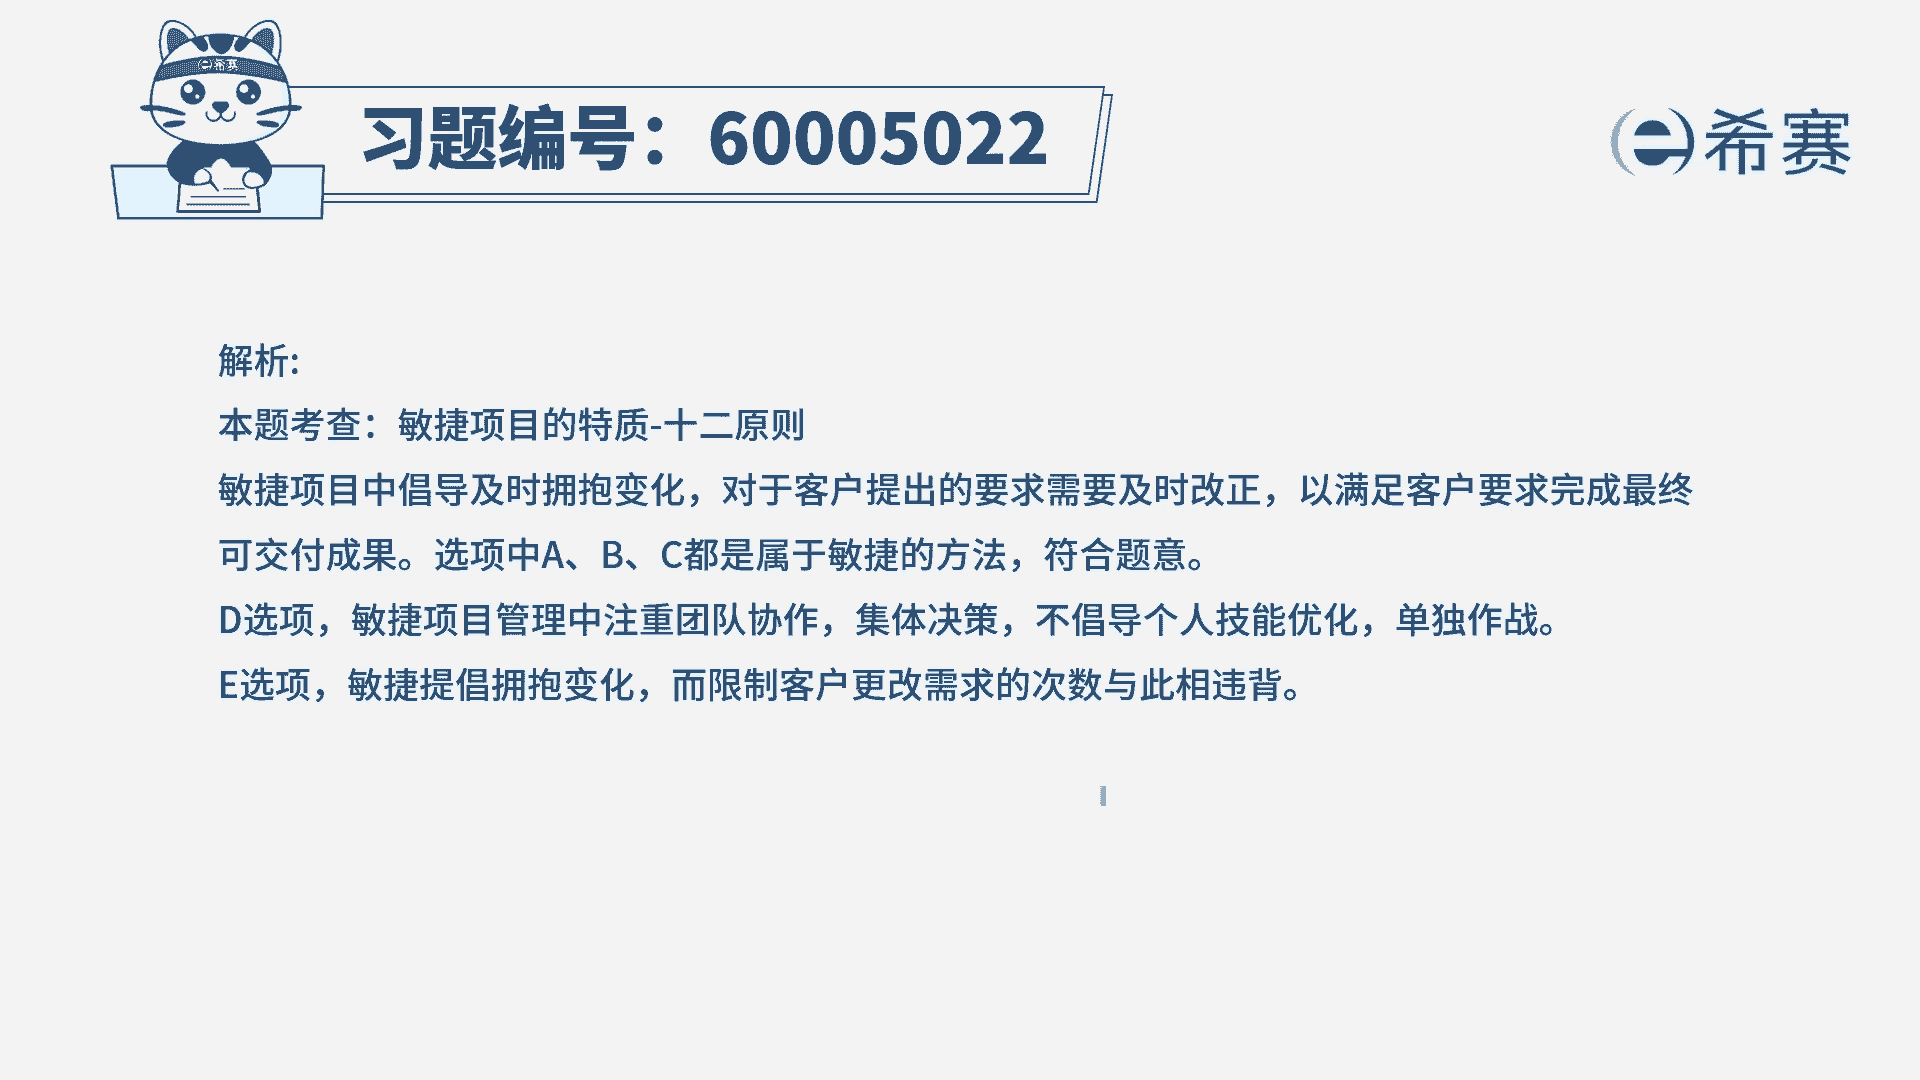 希赛
习题编号：60005022
希赛
解析:
本题考查：敏捷项目的特质-十二原则
敏捷项目中倡导及时拥抱变化，对于客户提出的要求需要及时改正，以满足客户要求完成最终
可交付成果。选项中A、B、C都是属于敏捷的方法，符合题意。
D选项，敏捷项目管理中注重团队协作，集体决策，不倡导个人技能优化，单独作战。
E选项，敏捷提倡拥抱变化，而限制客户更改需求的次数与此相违背。